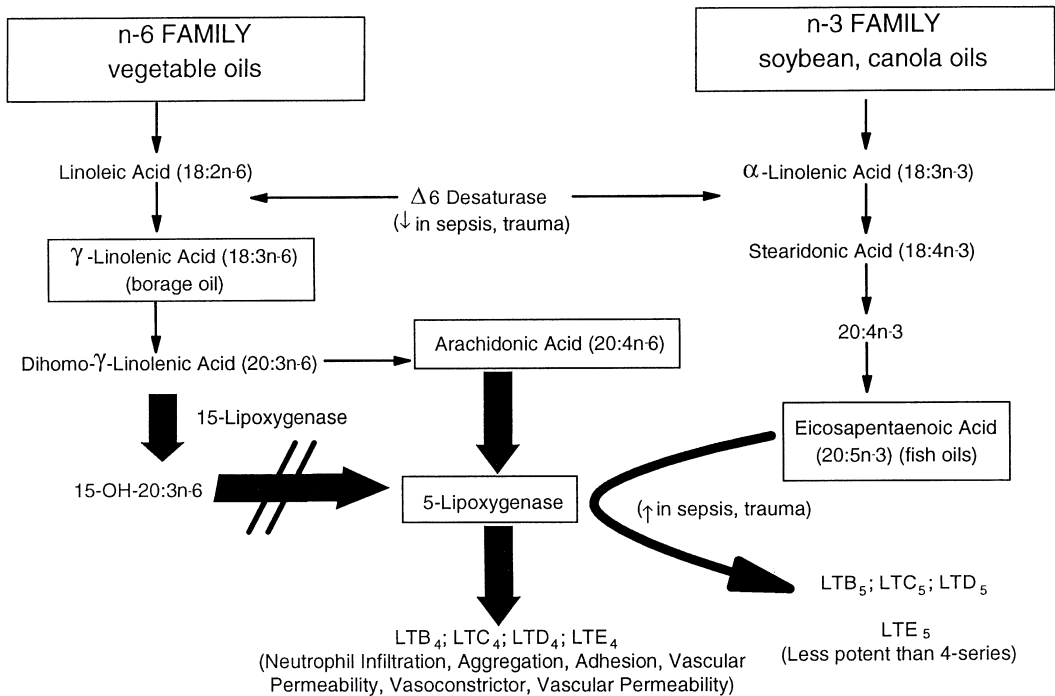 n-6 FAMILY
vegetable oils
n-3 FAMILY
soybean, canola oils
Linoleic Acid (18:2n-6)
α-Linolenic Acid (18:3n-3)
Δ6 Desaturase
(↓ in sepsis, trauma)
γ-Linolenic Acid (18:3n-6)
(borage oil)
Stearidonic Acid (18:4n-3)
20:4n-3
Dihomo-γ-Linolenic Acid (20:3n-6)
Arachidonic Acid (20:4n-6)
15-Lipoxygenase
Eicosapentaenoic Acid
(20:5n-3) (fish oils)
15-OH-20:3n-6
5-Lipoxygenase
(↑ in sepsis, trauma)
LTB₅; LTC₅; LTD₅
LTE₅
(Less potent than 4-series)
LTB₄; LTC₄; LTD₄; LTE₄
(Neutrophil Infiltration, Aggregation, Adhesion, Vascular
Permeability, Vasoconstrictor, Vascular Permeability)